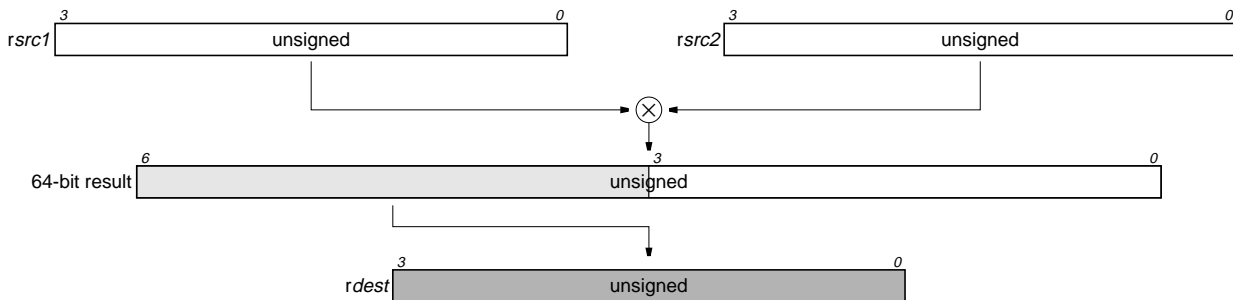 3 0 3 0
rsrc1 unsigned rsrc2 unsigned
6 3 0
64-bit result unsigned
3 0
rdest unsigned